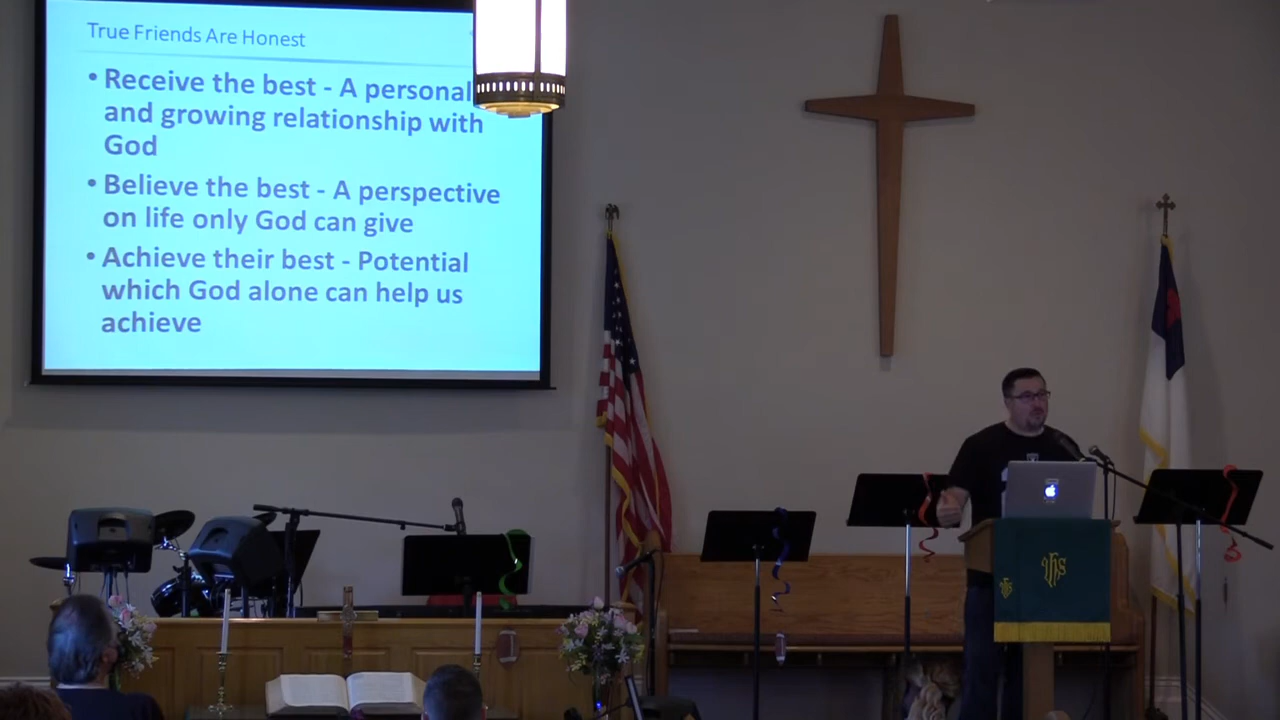 True Friends Are Honest
• Receive the best - A personal
and growing relationship with
God
• Believe the best - A perspective
on life only God can give
• Achieve their best - Potential
which God alone can help us
achieve
ihs